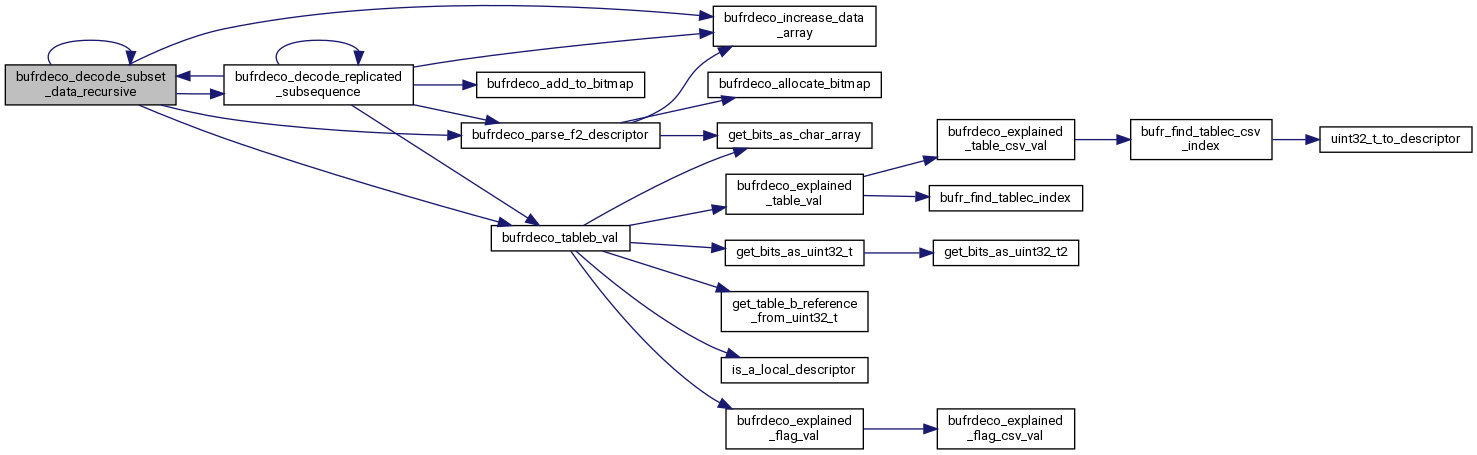 bufrdeco_decode_subset
_data_recursive
bufrdeco_decode_replicated
_subsequence
bufrdeco_increase_data
_array
bufrdeco_add_to_bitmap
bufrdeco_allocate_bitmap
bufrdeco_parse_f2_descriptor
get_bits_as_char_array
bufrdeco_tableb_val
bufrdeco_explained
_table_val
bufrdeco_explained
_table_csv_val
bufr_find_tablec_csv
_index
uint32_t_to_descriptor
bufr_find_tablec_index
get_bits_as_uint32_t
get_bits_as_uint32_t2
get_table_b_reference
_from_uint32_t
is_a_local_descriptor
bufrdeco_explained
_flag_val
bufrdeco_explained
_flag_csv_val